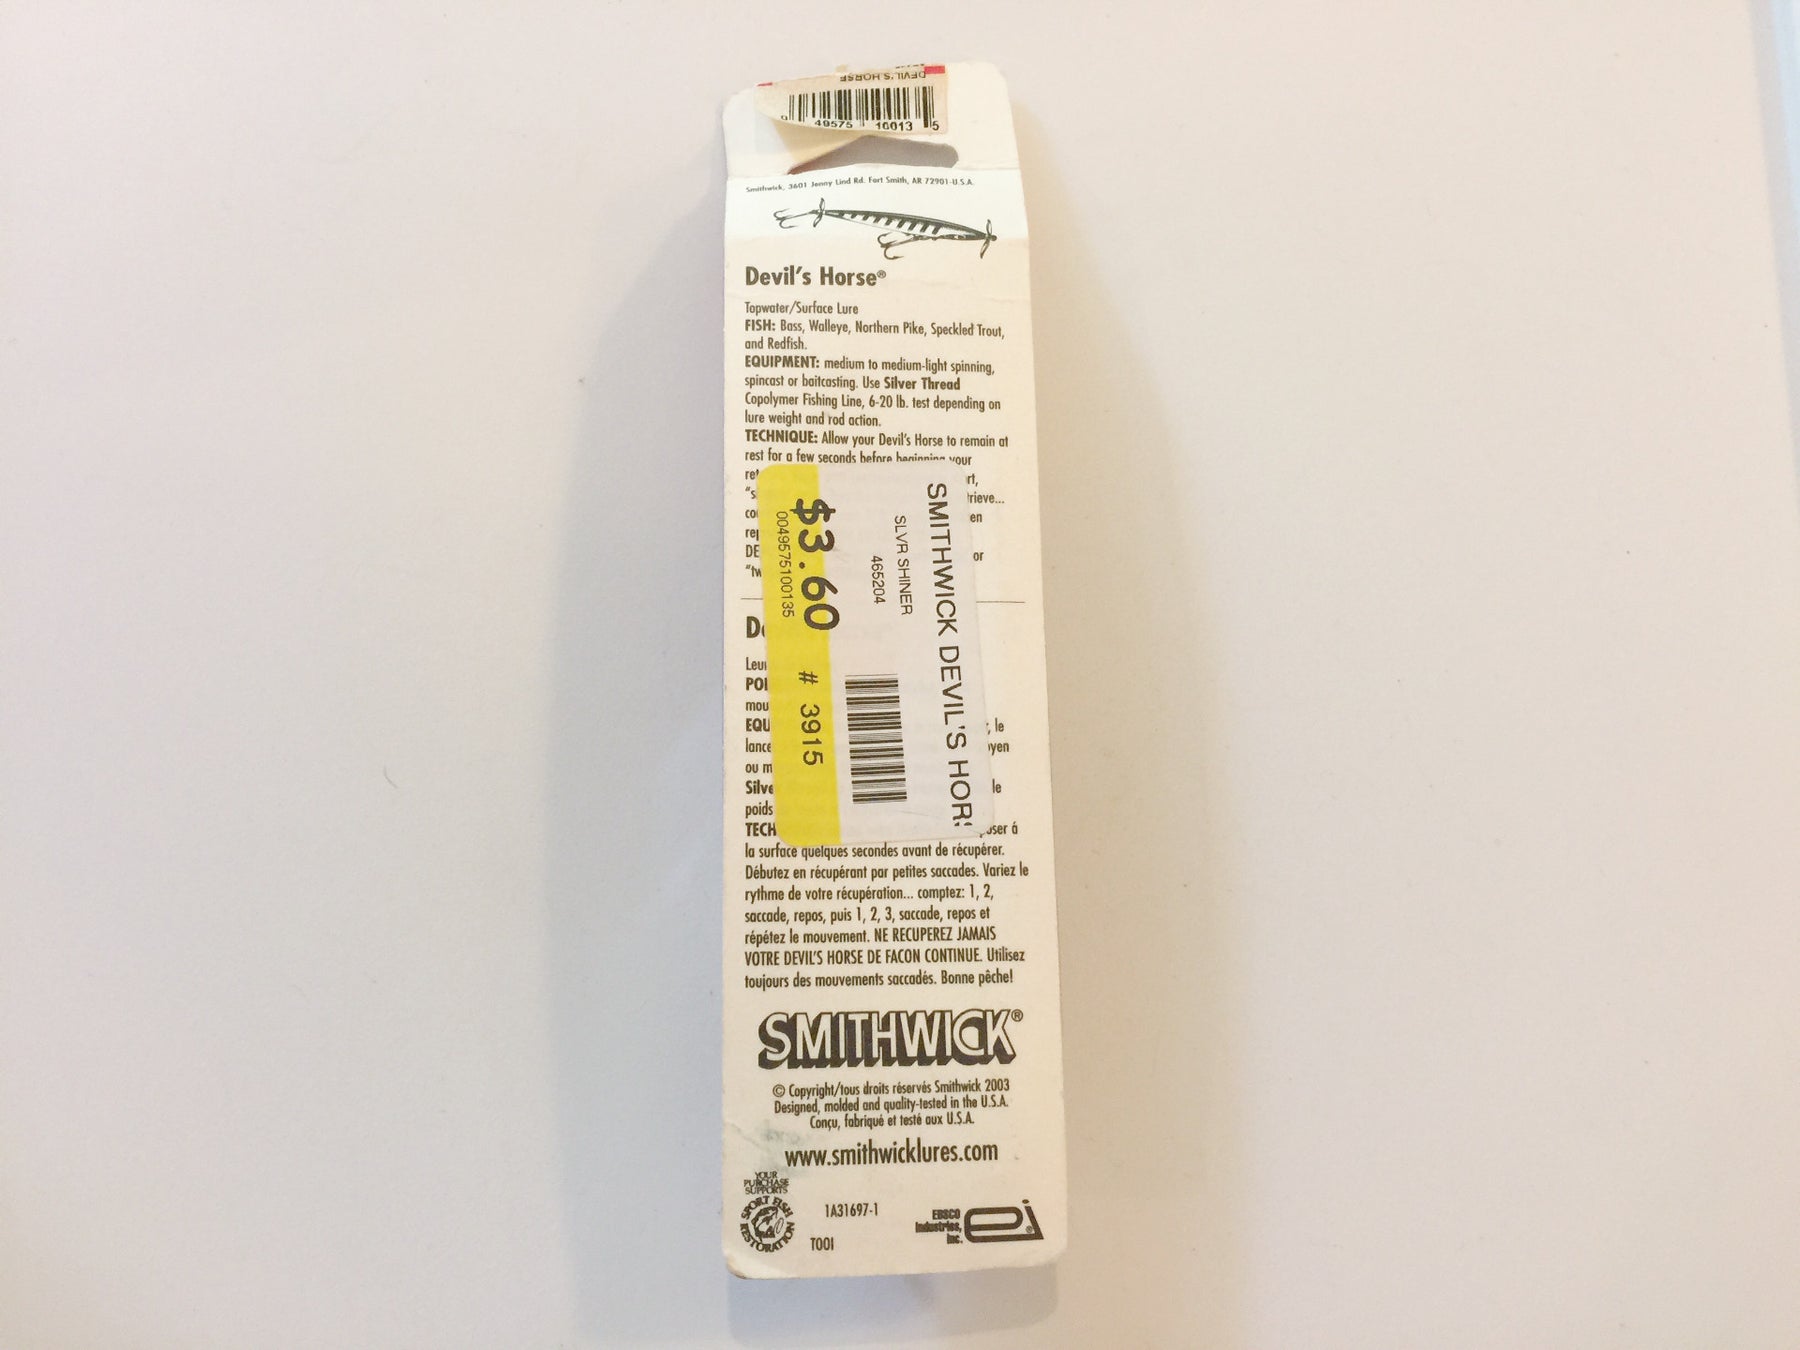 DEVIL'S HORSE
49575 10013 5
Smithwick, 3601 Jenny Lind Rd. Fort Smith, AR 72901-U.S.A.
Devil's Horse®
Topwater/Surface Lure
FISH: Bass, Walleye, Northern Pike, Speckled Trout,
and Redfish.
EQUIPMENT: medium to medium-light spinning,
spincast or baitcasting. Use Silver Thread
Copolymer Fishing Line, 6-20 lb. test depending on
lure weight and rod action.
TECHNIQUE: Allow your Devil's Horse to remain at
rest for a few seconds before beginning your
SMITHWICK DEVIL'S HOR
SLVR SHINER
465204
$3.60 # 3915
004957510013​5
la surface quelques secondes avant de récupérer.
Débutez en récupérant par petites saccades. Variez le
rythme de votre récupération... comptez: 1, 2,
saccade, repos, puis 1, 2, 3, saccade, repos et
répétez le mouvement. NE RECUPEREZ JAMAIS
VOTRE DEVIL'S HORSE DE FACON CONTINUE. Utilisez
toujours des mouvements saccadés. Bonne pêche!
SMITHWICK®
© Copyright/tous droits réservés Smithwick 2003
Designed, molded and quality-tested in the U.S.A.
Conçu, fabriqué et testé aux U.S.A.
www.smithwicklures.com
YOUR
PURCHASE
SUPPORTS
SPORT FISH
RESTORATION
1A31697-1
TOOI
EBSCO
Industries,
Inc.
ei®